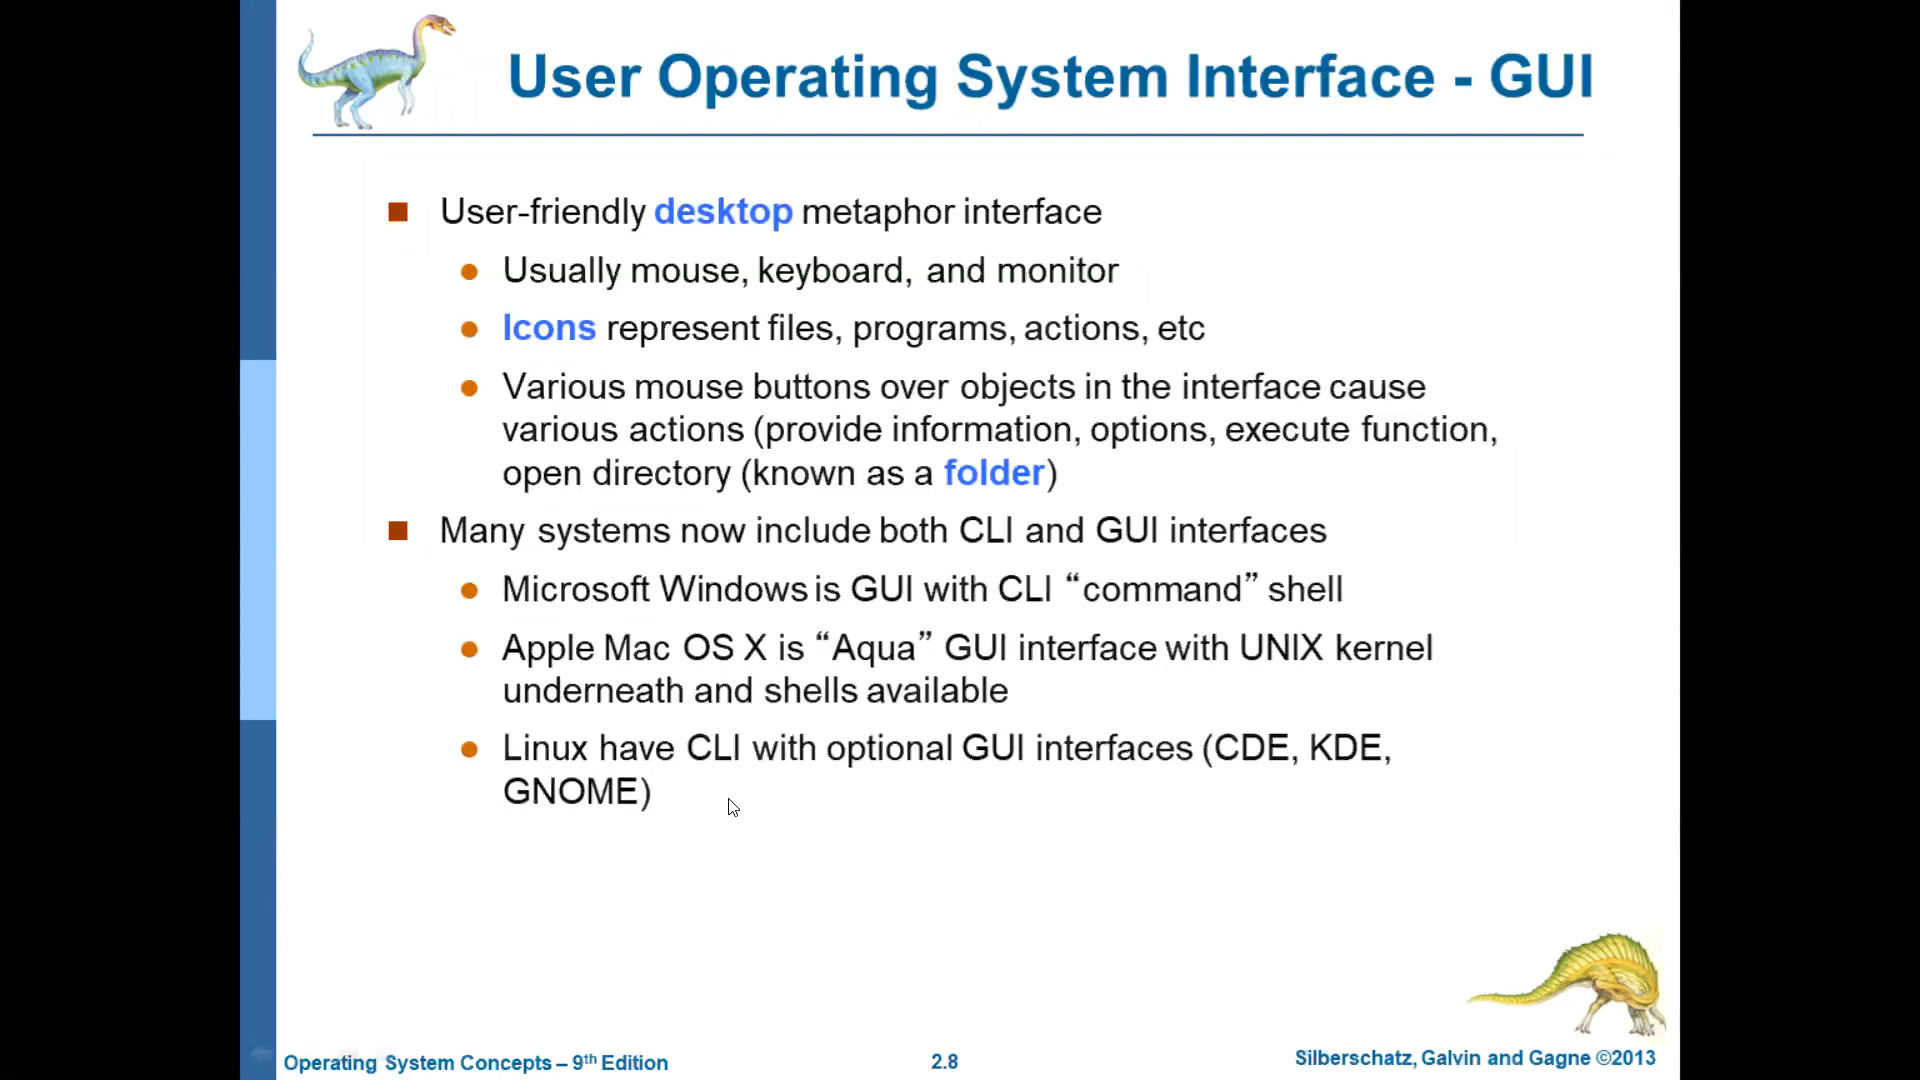 User Operating System Interface - GUI
User-friendly desktop metaphor interface
Usually mouse, keyboard, and monitor
Icons represent files, programs, actions, etc
Various mouse buttons over objects in the interface cause
various actions (provide information, options, execute function,
open directory (known as a folder)
Many systems now include both CLI and GUI interfaces
Microsoft Windows is GUI with CLI “command” shell
Apple Mac OS X is “Aqua” GUI interface with UNIX kernel
underneath and shells available
Linux have CLI with optional GUI interfaces (CDE, KDE,
GNOME)
Operating System Concepts – 9th Edition
2.8
Silberschatz, Galvin and Gagne ©2013